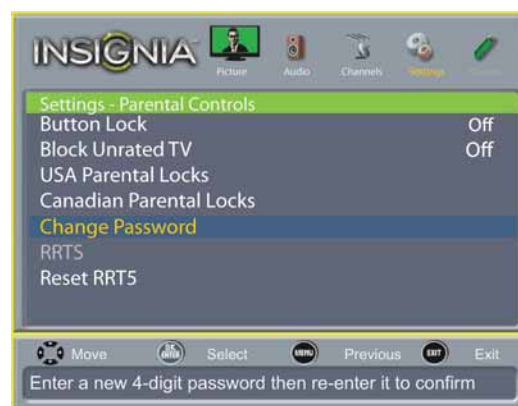 INSIGNIA
Picture Audio Channels Settings
Settings - Parental Controls
Button Lock Off
Block Unrated TV Off
USA Parental Locks
Canadian Parental Locks
Change Password
RRTS
Reset RRT5
Move OK ENTER Select MENU Previous EXIT Exit
Enter a new 4-digit password then re-enter it to confirm